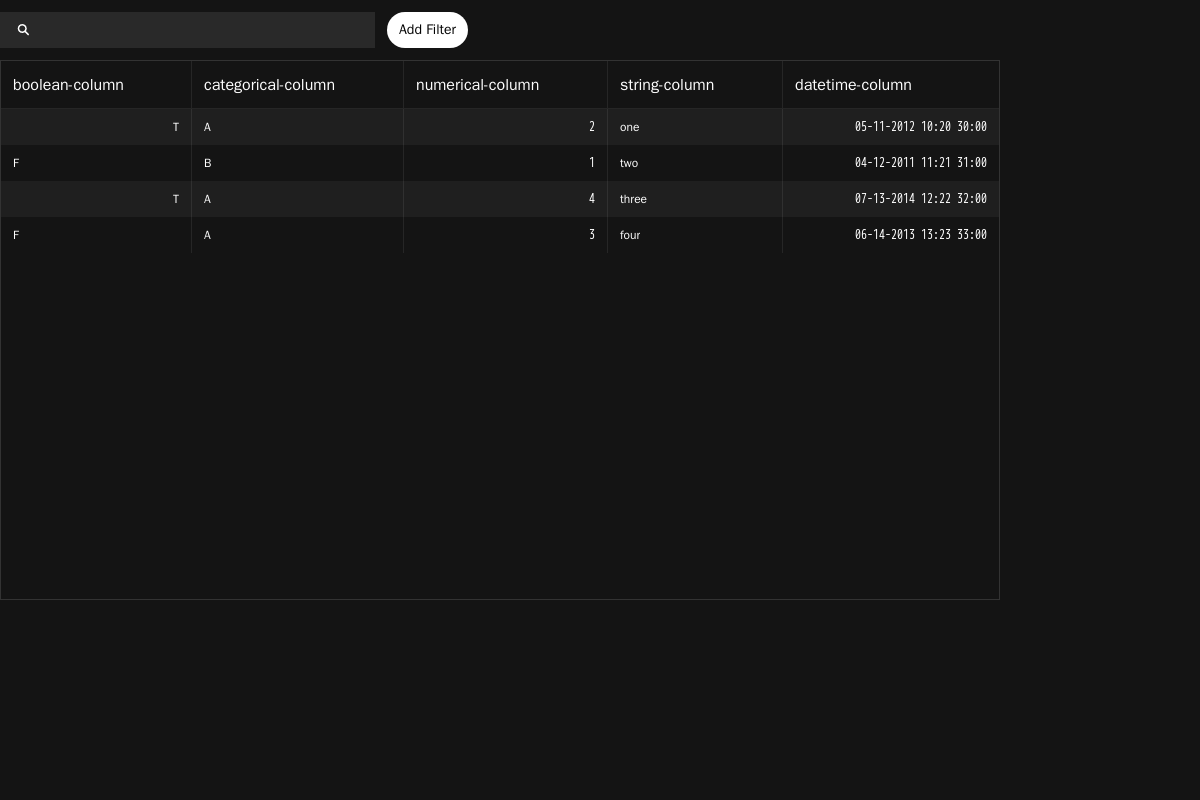 Add Filter
boolean-column categorical-column numerical-column string-column datetime-column
T A 2 one 05-11-2012 10:20 30:00
F B 1 two 04-12-2011 11:21 31:00
T A 4 three 07-13-2014 12:22 32:00
F A 3 four 06-14-2013 13:23 33:00